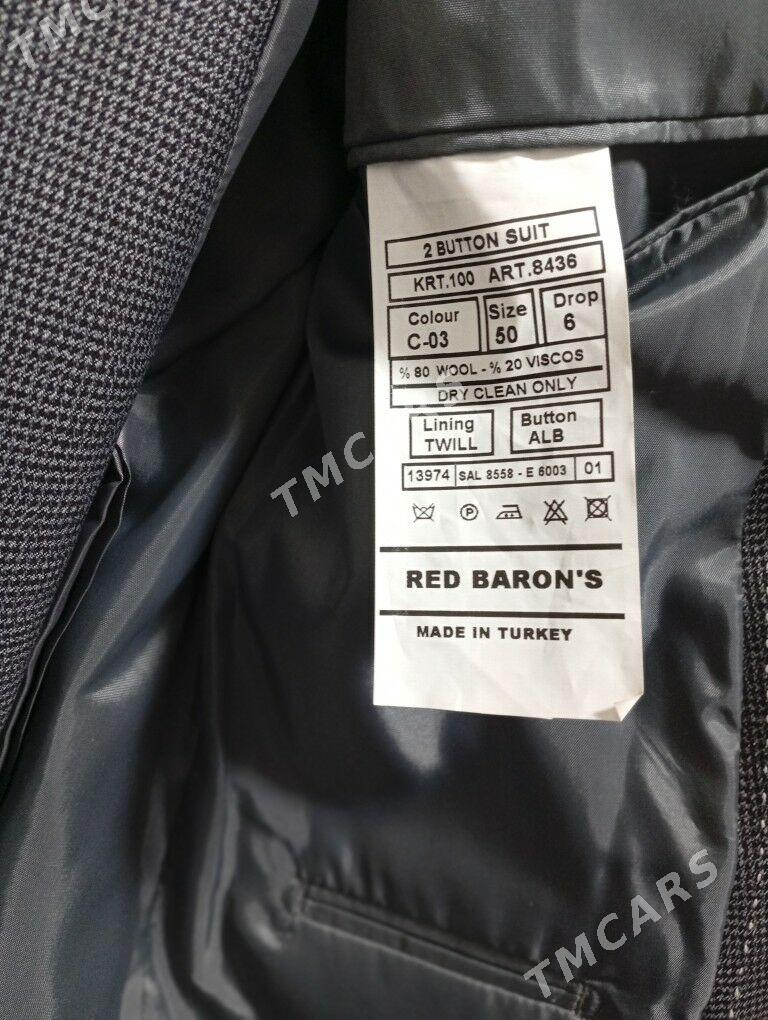 TMCARS
2 BUTTON SUIT
KRT.100 ART.8436
Colour
C-03
Size
50
Drop
6
% 80 WOOL - % 20 VISCOS
DRY CLEAN ONLY
Lining
TWILL
Button
ALB
13974 SAL 8558 - E 6003 01
P
RED BARON'S
MADE IN TURKEY
TMCARS
TMCARS